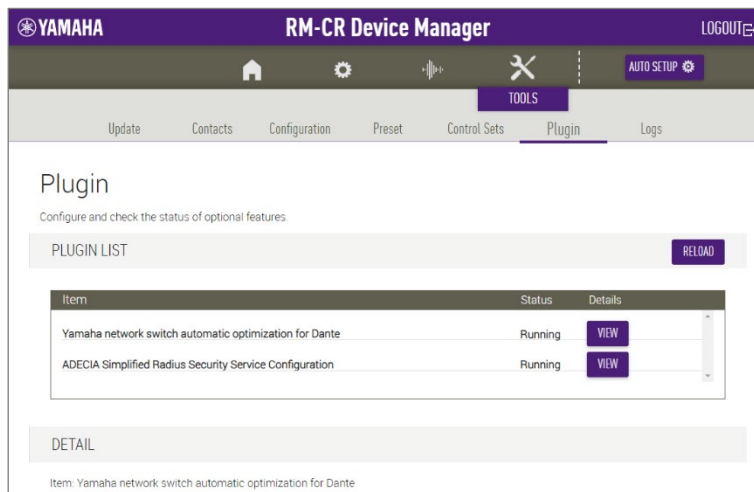 YAMAHA RM-CR Device Manager LOGOUT
AUTO SETUP
TOOLS
Update Contacts Configuration Preset Control Sets Plugin Logs
Plugin
Configure and check the status of optional features.
PLUGIN LIST RELOAD
Item Status Details
Yamaha network switch automatic optimization for Dante Running VIEW
ADECIA Simplified Radius Security Service Configuration Running VIEW
DETAIL
Item: Yamaha network switch automatic optimization for Dante